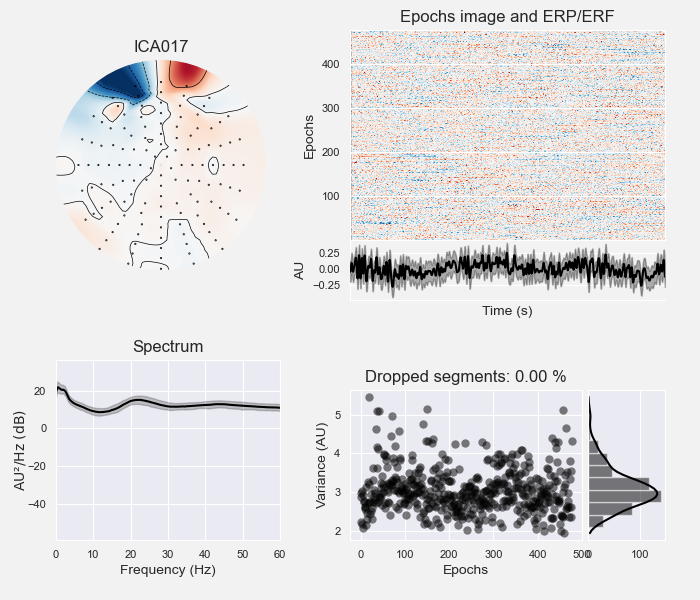 ICA017
Epochs image and ERP/ERF
Epochs
400
300
200
100
AU
0.25
0.00
−0.25
Time (s)
Spectrum
AU²/Hz (dB)
20
0
−20
−40
0 10 20 30 40 50 60
Frequency (Hz)
Dropped segments: 0.00 %
Variance (AU)
5
4
3
2
0 100 200 300 400 500
Epochs
0 100